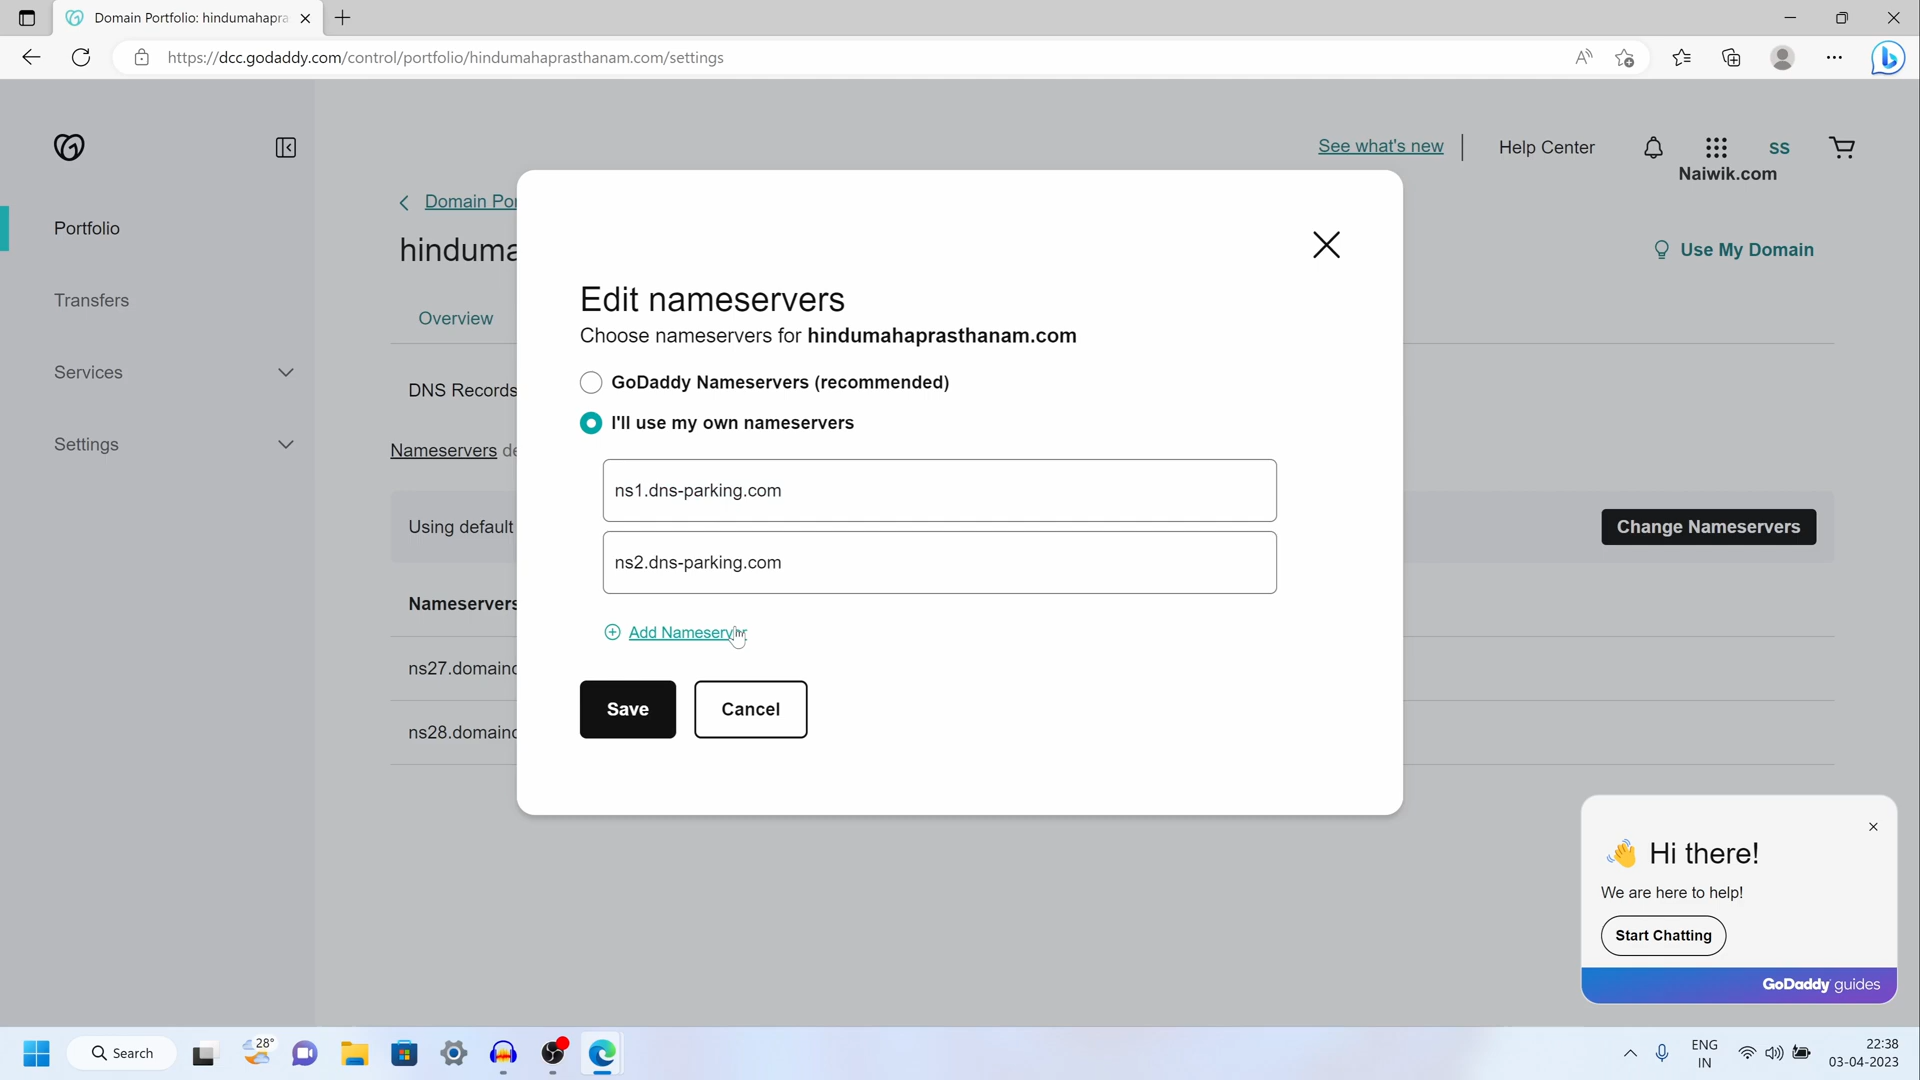 Domain Portfolio: hindumahapra
https://dcc.godaddy.com/control/portfolio/hindumahaprasthanam.com/settings
See what's new
Help Center
SS
Naiwik.com
Portfolio
Transfers
Services
Settings
Domain Por
hinduma
Use My Domain
Overview
DNS Records
Nameservers de
Using default
Change Nameservers
Nameservers
ns27.domainc
ns28.domainc
Edit nameservers
Choose nameservers for hindumahaprasthanam.com
GoDaddy Nameservers (recommended)
I'll use my own nameservers
ns1.dns-parking.com
ns2.dns-parking.com
Add Nameserver
Save
Cancel
Hi there!
We are here to help!
Start Chatting
GoDaddy guides
Search
28°
ENG
IN
22:38
03-04-2023